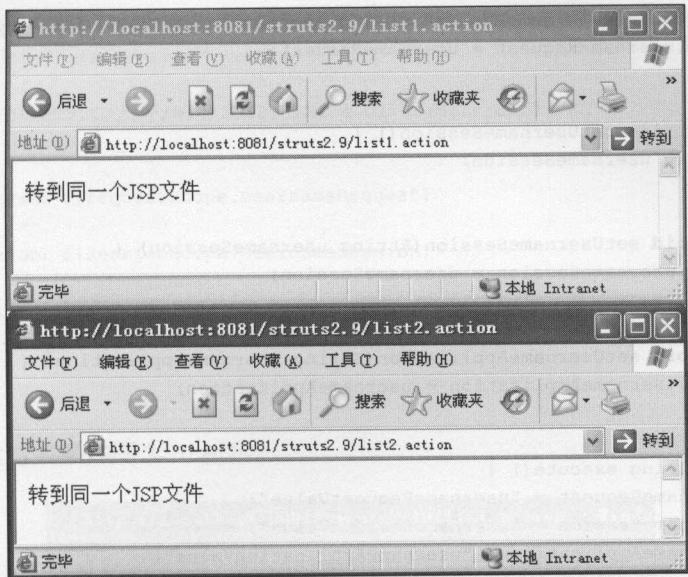 http://localhost:8081/struts2.9/list1.action
文件(F) 编辑(E) 查看(V) 收藏(A) 工具(T) 帮助(H)
后退 搜索 收藏夹 »
地址(D) http://localhost:8081/struts2.9/list1.action 转到
转到同一个JSP文件
完毕 本地 Intranet
http://localhost:8081/struts2.9/list2.action
文件(F) 编辑(E) 查看(V) 收藏(A) 工具(T) 帮助(H)
后退 搜索 收藏夹 »
地址(D) http://localhost:8081/struts2.9/list2.action 转到
转到同一个JSP文件
完毕 本地 Intranet